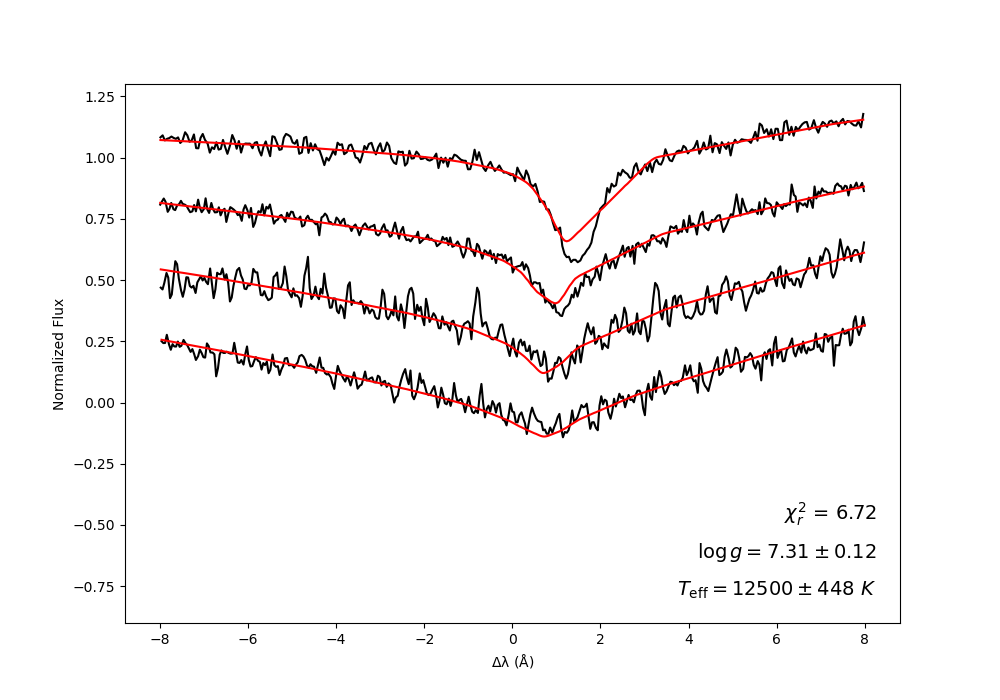 1.25
1.00
0.75
0.50
0.25
0.00
−0.25
−0.50
−0.75
Normalized Flux
χ²ᵣ = 6.72
log g = 7.31 ± 0.12
T_eff = 12500 ± 448 K
−8 −6 −4 −2 0 2 4 6 8
Δλ (Å)